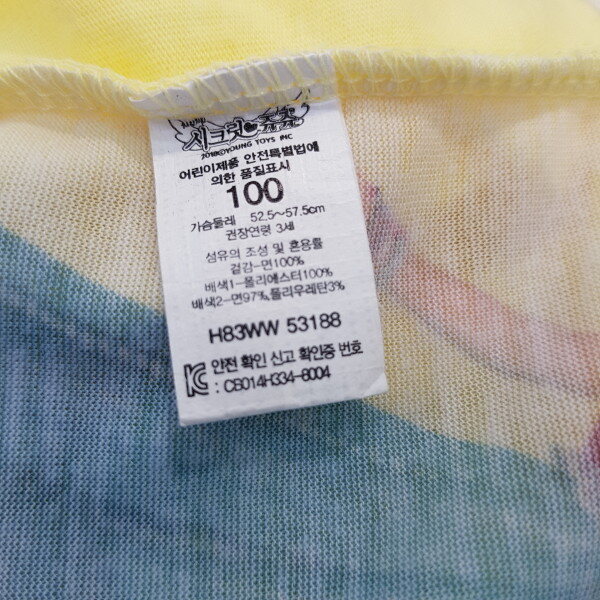 시크릿 쥬쥬
2018©YOUNG TOYS INC
어린이제품 안전특별법에
의한 품질표시
100
가슴둘레 52.5~57.5cm
권장연령 3세
섬유의 조성 및 혼용률
겉감-면100%
배색1-폴리에스터100%
배색2-면97%,폴리우레탄3%
H83WW 53188
안전 확인 신고 확인증 번호
: CB014H334-8004